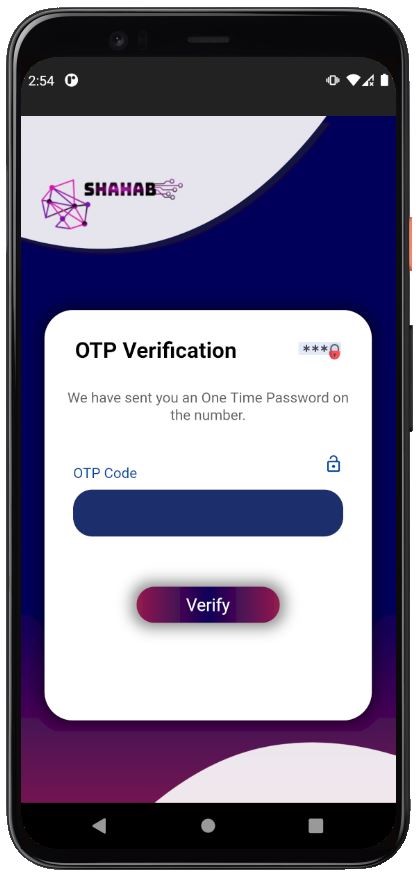 2:54
SHAHAB
OTP Verification
***
We have sent you an One Time Password on
the number.
OTP Code
Verify